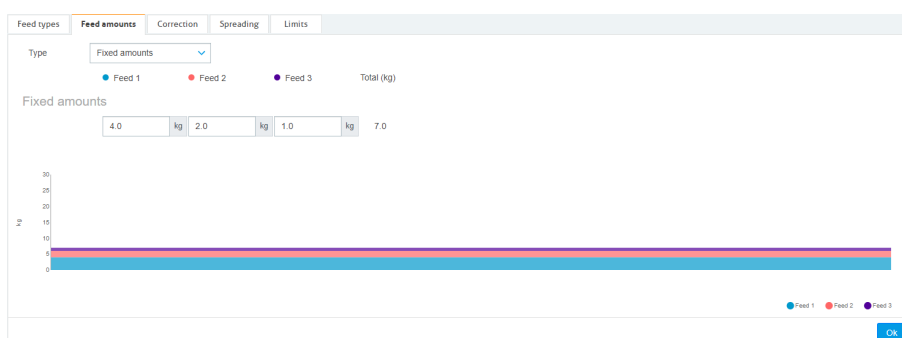 Feed types Feed amounts Correction Spreading Limits
Type Fixed amounts
Feed 1 Feed 2 Feed 3 Total (kg)
Fixed amounts
4.0 kg 2.0 kg 1.0 kg 7.0
30
25
20
15
10
5
0
kg
Feed 1 Feed 2 Feed 3
Ok